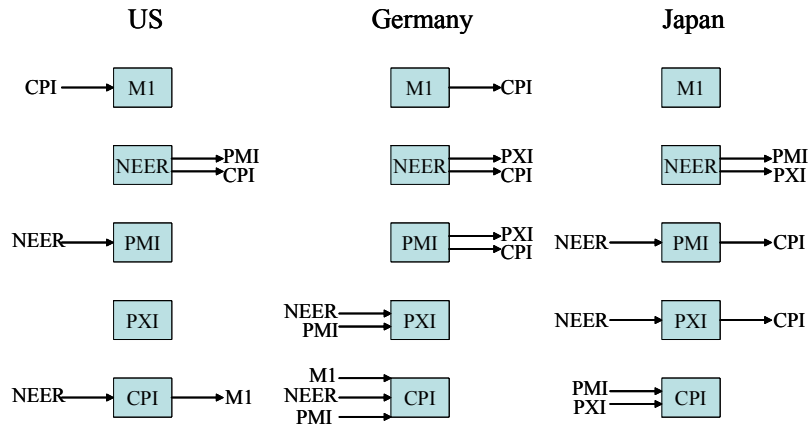 US Germany Japan
CPI M1 M1 CPI M1
NEER PMI CPI NEER PXI CPI NEER PMI PXI
NEER PMI PMI PXI CPI NEER PMI CPI
PXI NEER PMI PXI NEER PXI CPI
NEER CPI M1 M1 NEER PMI CPI PMI PXI CPI